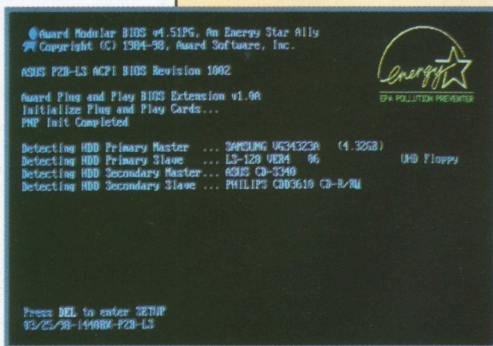 Award Modular BIOS v4.51PG, An Energy Star Ally
Copyright (C) 1984-98, Award Software, Inc.
ASUS P2B-LS ACPI BIOS Revision 1002
Award Plug and Play BIOS Extension v1.0A
Initialize Plug and Play Cards...
PNP Init Completed
Detecting HDD Primary Master ... SAMSUNG VG34323A (4.32GB)
Detecting HDD Primary Slave ... LS-120 VER4 06 UHD Floppy
Detecting HDD Secondary Master... ASUS CD-S340
Detecting HDD Secondary Slave ... PHILIPS CDD3610 CD-R/RW
energy
EPA POLLUTION PREVENTER
Press DEL to enter SETUP
03/25/98-i440BX-P2B-LS